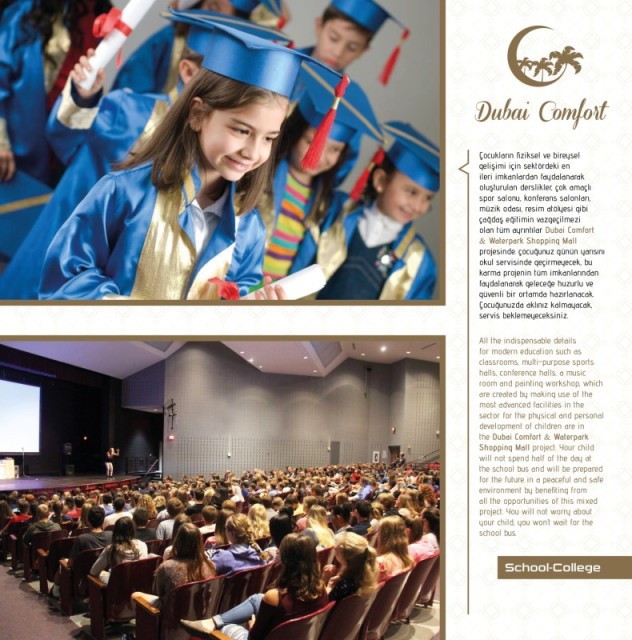 Dubai Comfort
Çocukların fiziksel ve bireysel
gelişimi için sektördeki en
ileri imkanlardan faydalanarak
oluşturulan derslikler, çok amaçlı
spor salonu, konferans salonları,
müzik odası, resim atölyesi gibi
çağdaş eğitimin vazgeçilmezi
olan tüm ayrıntılar Dubai Comfort
& Waterpark Shopping Mall
projesinde, çocuğunuz günün yarısını
okul servisinde geçirmeyecek, bu
karma projenin tüm imkanlarından
faydalanarak geleceğe huzurlu ve
güvenli bir ortamda hazırlanacak.
Çocuğunuzda aklınız kalmayacak,
servis beklemeyeceksiniz.
All the indispensable details
for modern education such as
classrooms, multi-purpose sports
halls, conference halls, a music
room and painting workshop, which
are created by making use of the
most advanced facilities in the
sector for the physical and personal
development of children are in
the Dubai Comfort & Waterpark
Shopping Mall project. Your child
will not spend half of the day at
the school bus and will be prepared
for the future in a peaceful and safe
environment by benefiting from
all the opportunities of this mixed
project. You will not worry about
your child, you won't wait for the
school bus.
School-College